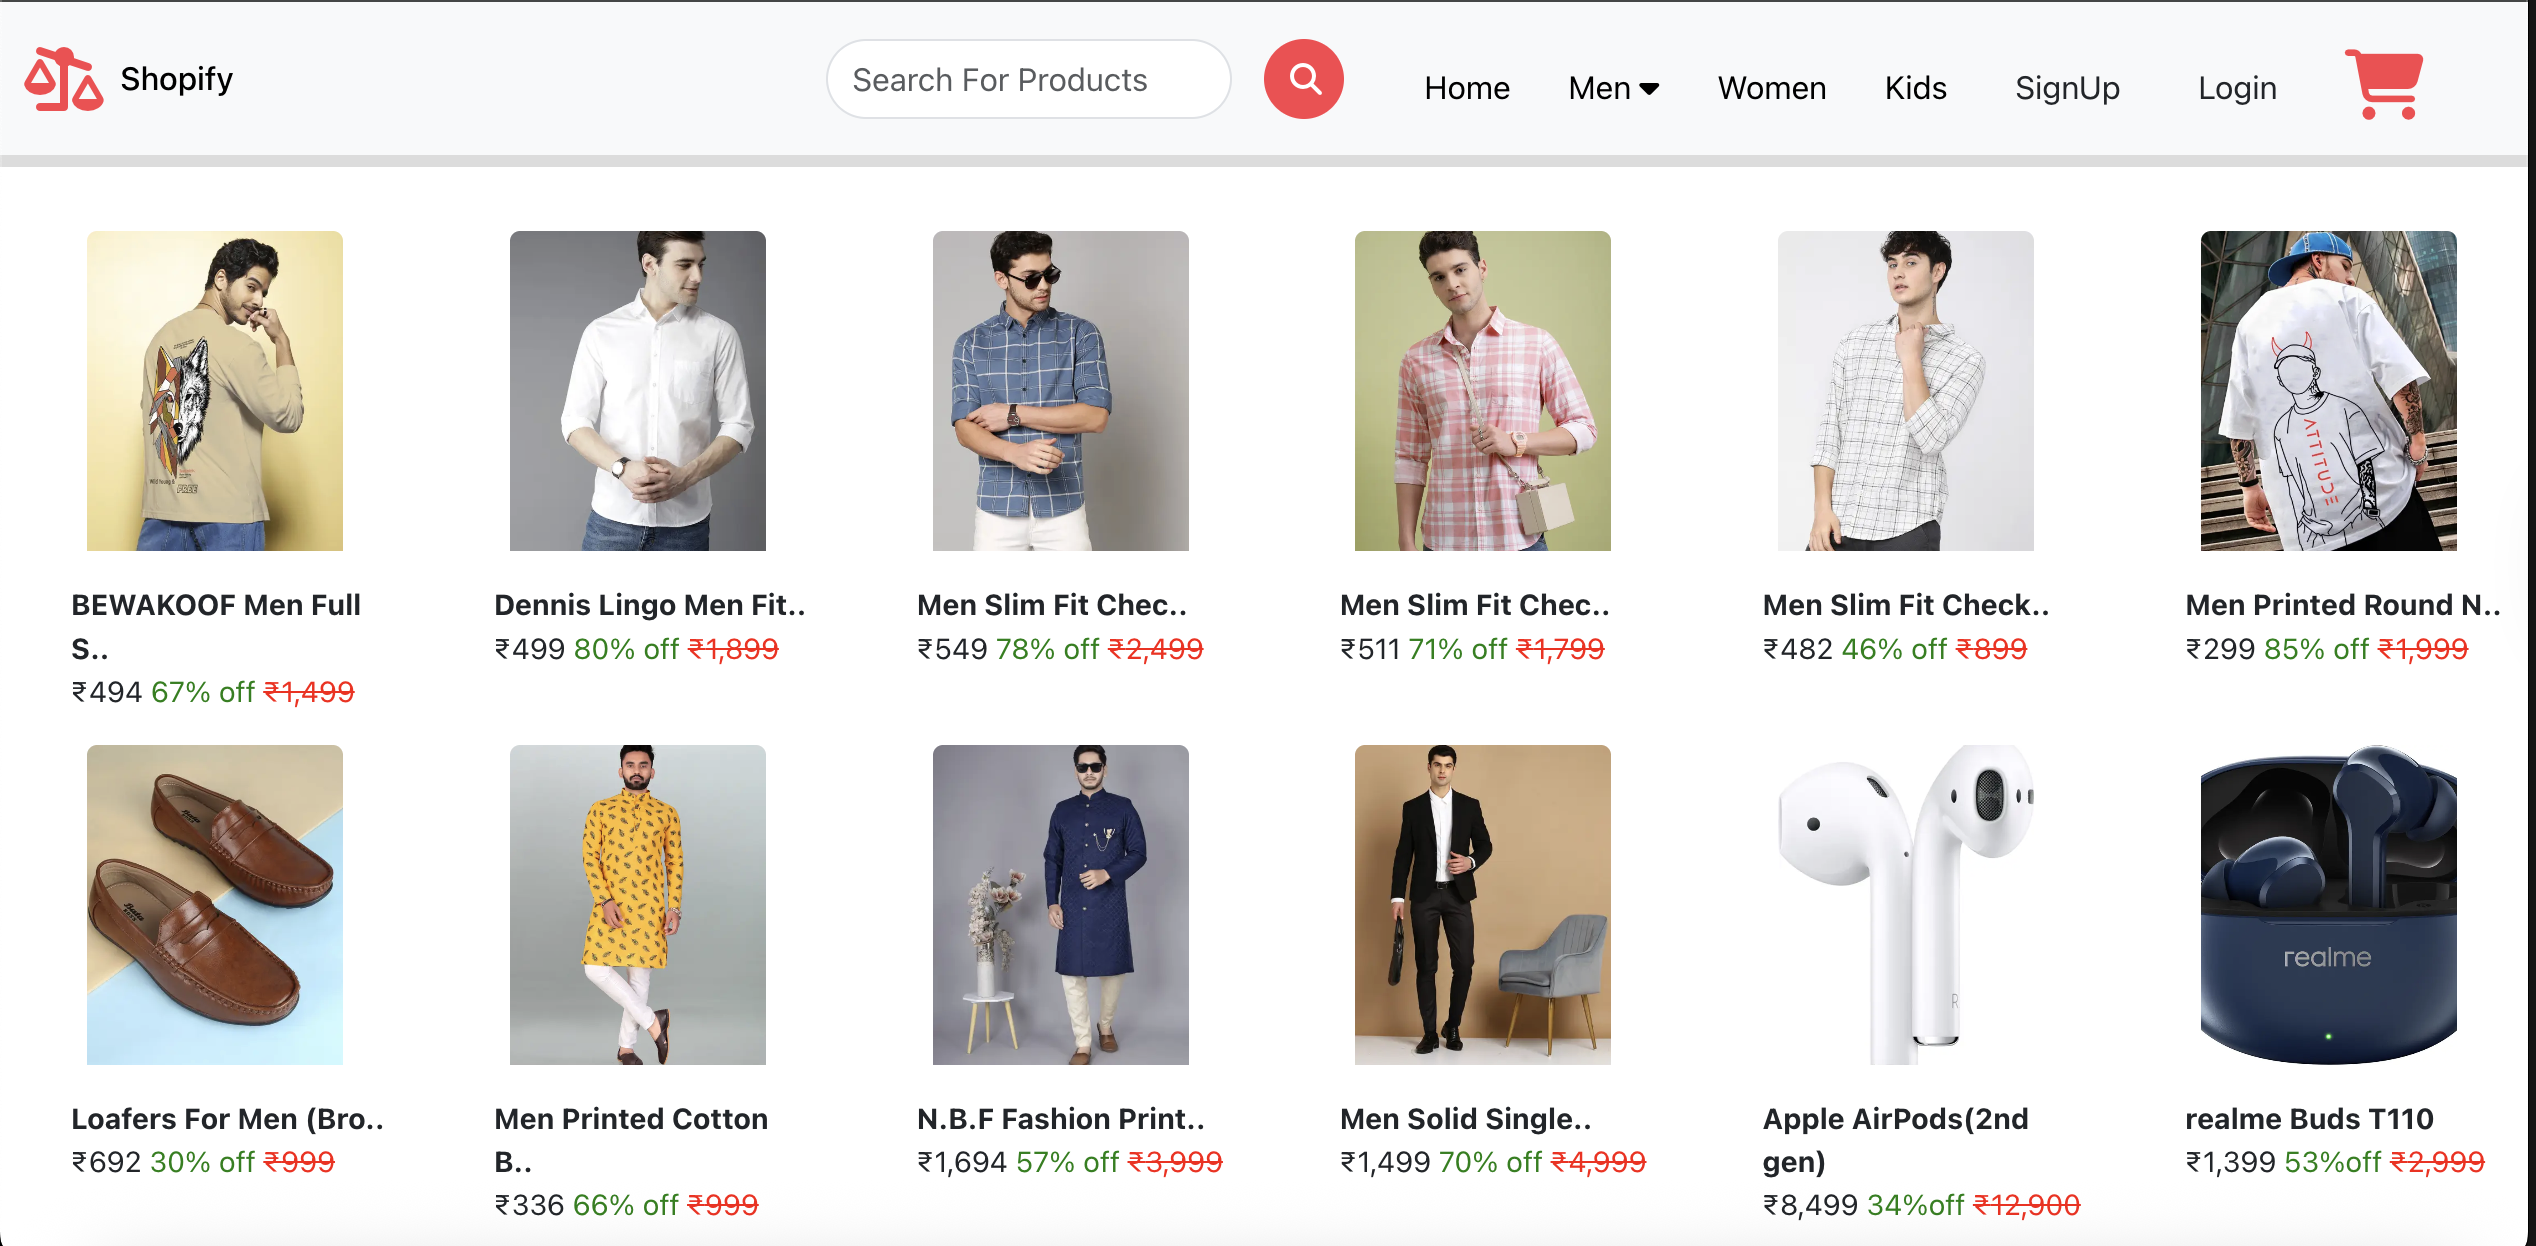 Shopify
Search For Products
Home
Men
Women
Kids
SignUp
Login
FREE
ATTITUDE
BEWAKOOF Men Full
S..
₹494 67% off ₹1,499
Dennis Lingo Men Fit..
₹499 80% off ₹1,899
Men Slim Fit Chec..
₹549 78% off ₹2,499
Men Slim Fit Chec..
₹511 71% off ₹1,799
Men Slim Fit Check..
₹482 46% off ₹899
Men Printed Round N..
₹299 85% off ₹1,999
R
realme
Loafers For Men (Bro..
₹692 30% off ₹999
Men Printed Cotton
B..
₹336 66% off ₹999
N.B.F Fashion Print..
₹1,694 57% off ₹3,999
Men Solid Single..
₹1,499 70% off ₹4,999
Apple AirPods(2nd
gen)
₹8,499 34%off ₹12,900
realme Buds T110
₹1,399 53%off ₹2,999